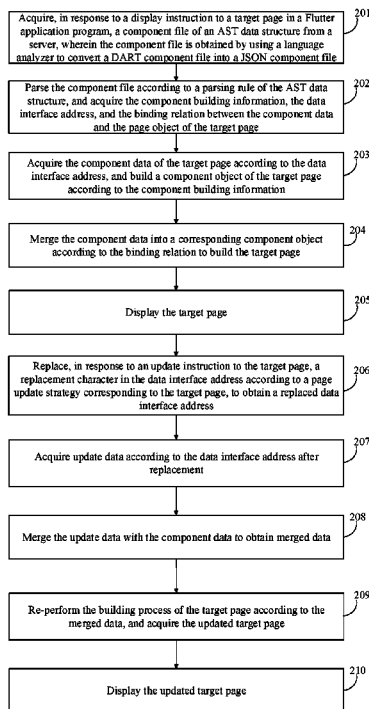 201
Acquire, in response to a display instruction to a target page in a Flutter
application program, a component file of an AST data structure from a
server, wherein the component file is obtained by using a language
analyzer to convert a DART component file into a JSON component file
202
Parse the component file according to a parsing rule of the AST data
structure, and acquire the component building information, the data
interface address, and the binding relation between the component data
and the page object of the target page
203
Acquire the component data of the target page according to the data
interface address, and build a component object of the target page
according to the component building information
204
Merge the component data into a corresponding component object
according to the binding relation to build the target page
205
Display the target page
206
Replace, in response to an update instruction to the target page, a
replacement character in the data interface address according to a page
update strategy corresponding to the target page, to obtain a replaced data
interface address
207
Acquire update data according to the data interface address after
replacement
208
Merge the update data with the component data to obtain merged data
209
Re-perform the building process of the target page according to the
merged data, and acquire the updated target page
210
Display the updated target page